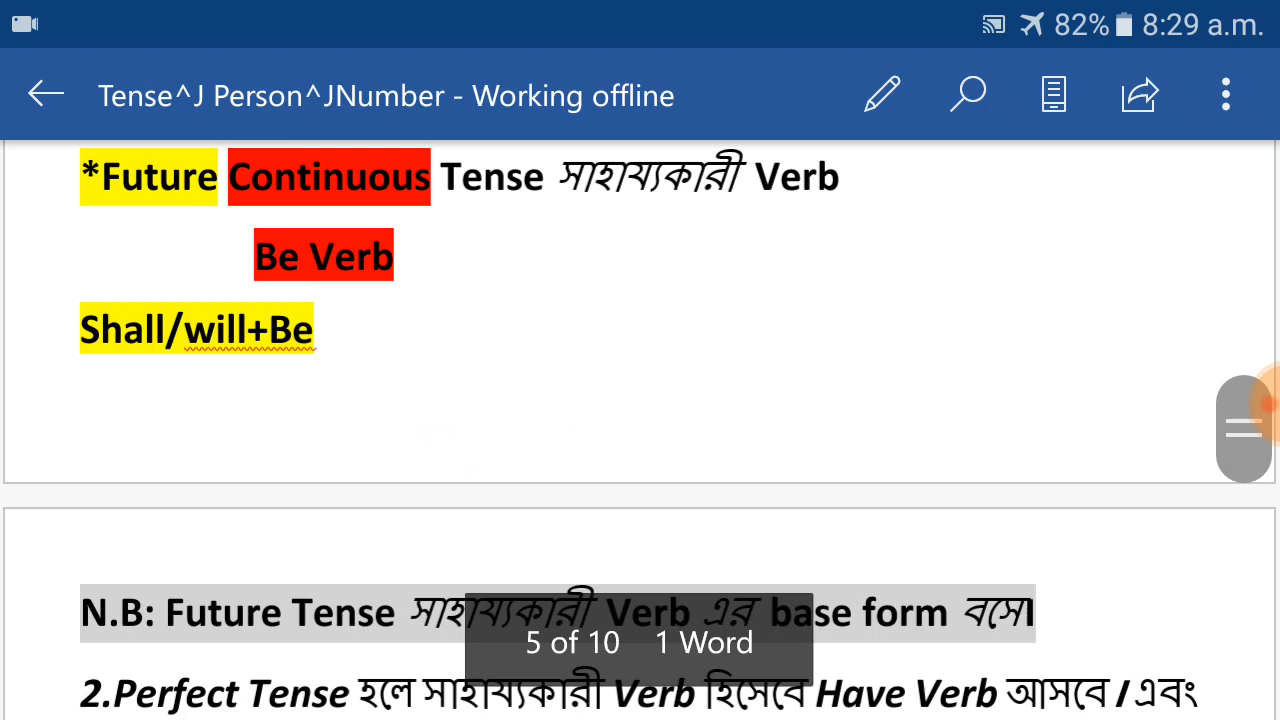 82% 8:29 a.m.
Tense^J Person^JNumber - Working offline
*Future Continuous Tense সাহায্যকারী Verb
Be Verb
Shall/will+Be
N.B: Future Tense সাহায্যকারী Verb এর base form বসে।
5 of 10 1 Word
2.Perfect Tense হলে সাহায্যকারী Verb হিসেবে Have Verb আসবে।এবং